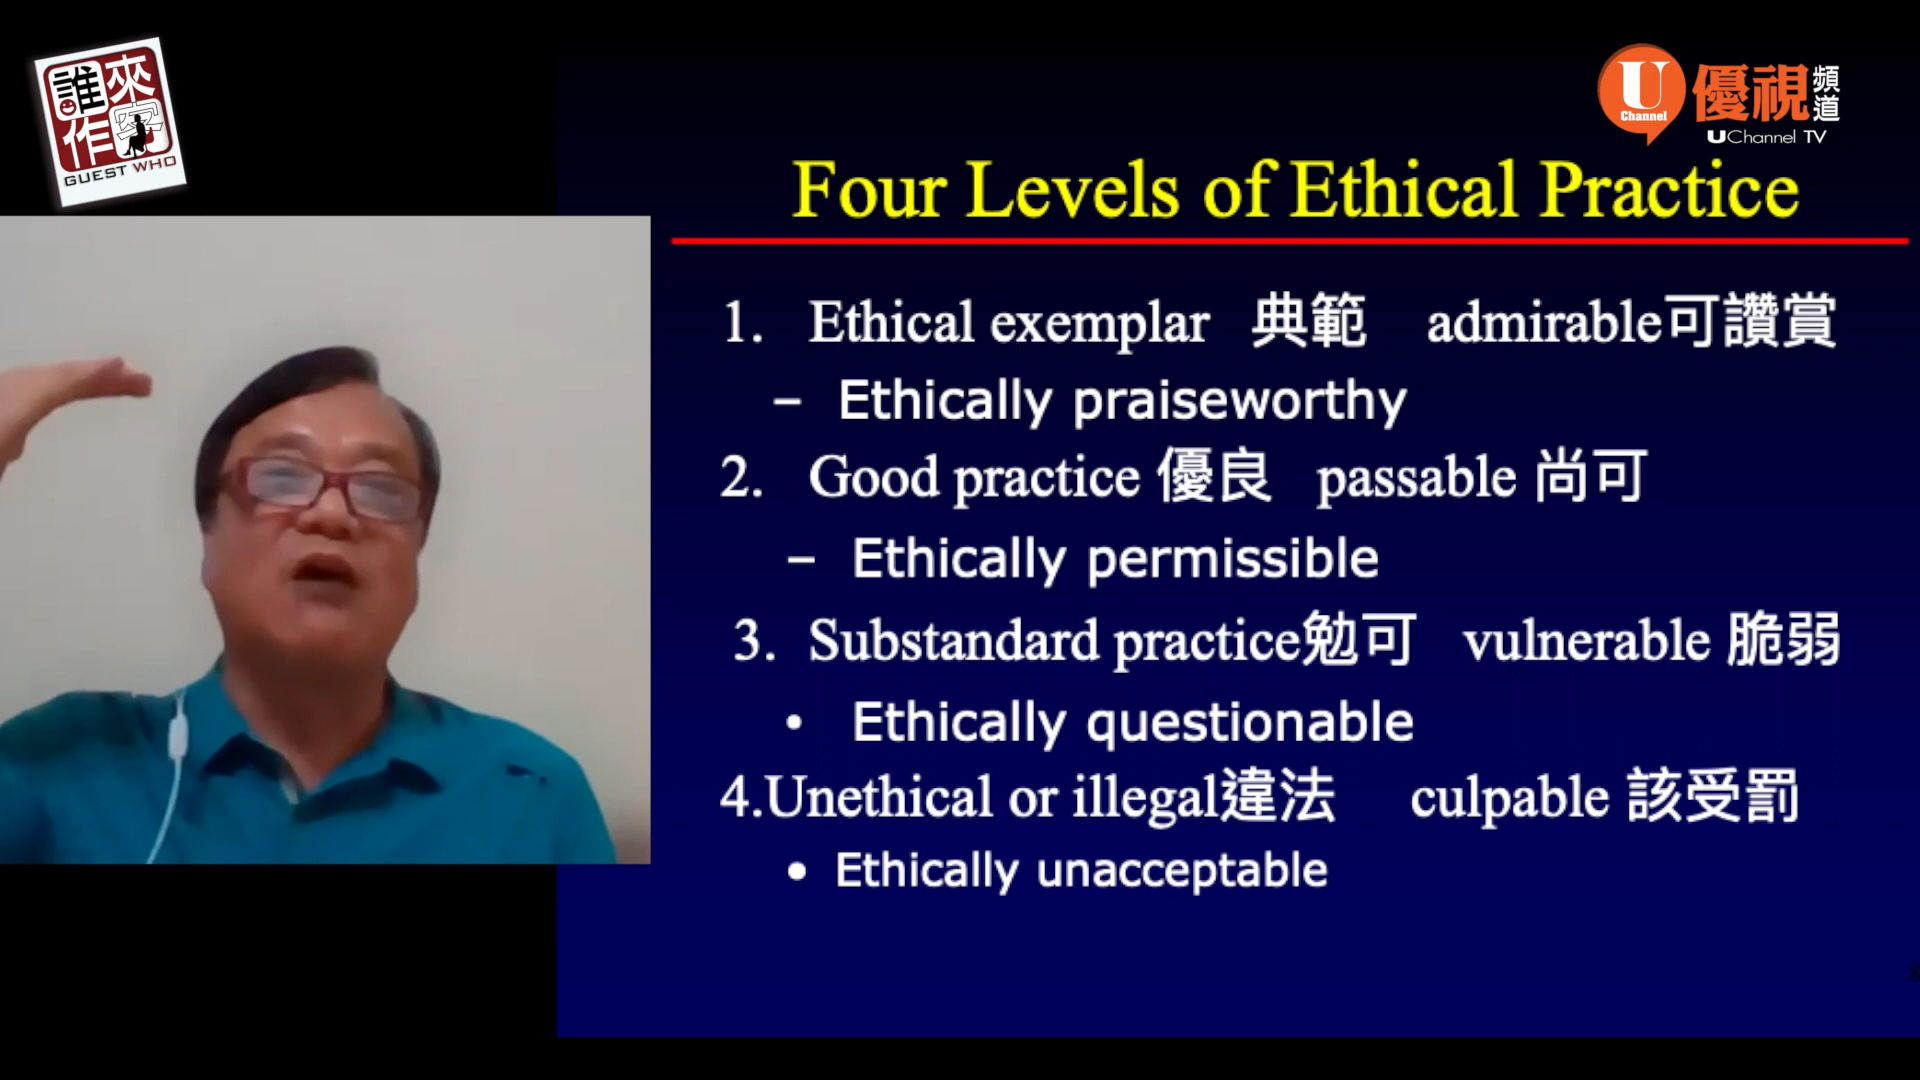 誰來
作客
GUEST WHO
U
Channel
優視頻道
UChannel TV
Four Levels of Ethical Practice
1. Ethical exemplar 典範 admirable可讚賞
– Ethically praiseworthy
2. Good practice 優良 passable 尚可
– Ethically permissible
3. Substandard practice勉可 vulnerable 脆弱
• Ethically questionable
4.Unethical or illegal違法 culpable 該受罰
• Ethically unacceptable